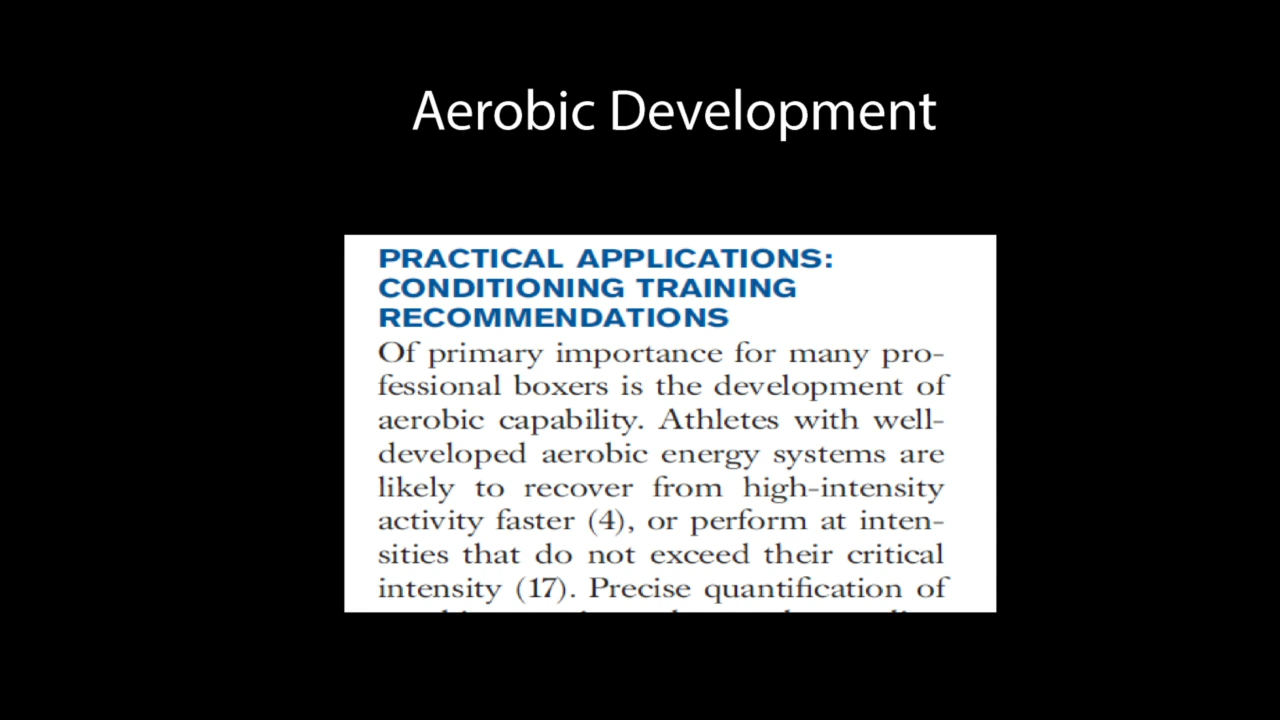 Aerobic Development
PRACTICAL APPLICATIONS:
CONDITIONING TRAINING
RECOMMENDATIONS
Of primary importance for many pro-
fessional boxers is the development of
aerobic capability. Athletes with well-
developed aerobic energy systems are
likely to recover from high-intensity
activity faster (4), or perform at inten-
sities that do not exceed their critical
intensity (17). Precise quantification of